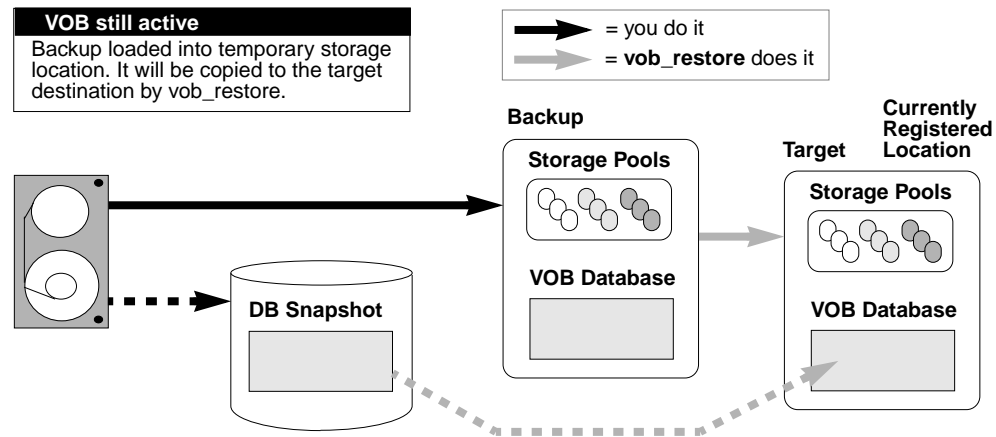 VOB still active
Backup loaded into temporary storage
location. It will be copied to the target
destination by vob_restore.
= you do it
= vob_restore does it
Backup
Storage Pools
VOB Database
Target
Currently
Registered
Location
Storage Pools
VOB Database
DB Snapshot